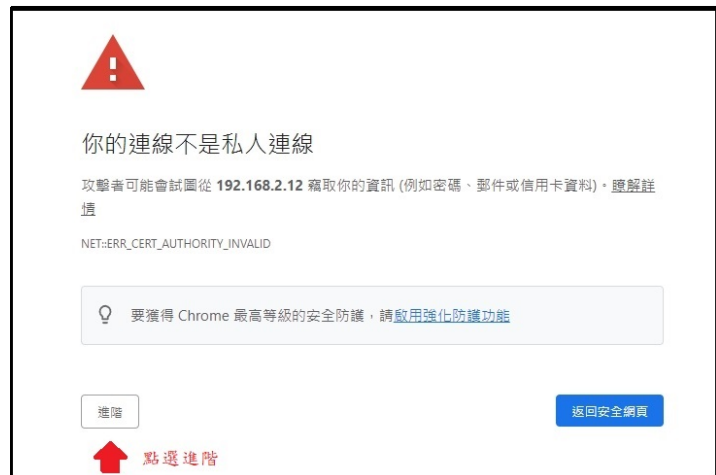 你的連線不是私人連線
攻擊者可能會試圖從 192.168.2.12 竊取你的資訊 (例如密碼、郵件或信用卡資料)。瞭解詳
情
NET::ERR_CERT_AUTHORITY_INVALID
要獲得 Chrome 最高等級的安全防護，請啟用強化防護功能
進階
返回安全網頁
點選進階